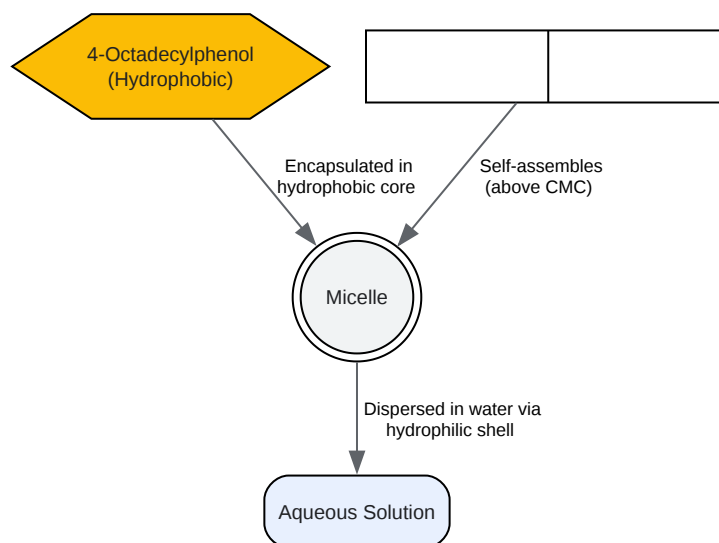 4-Octadecylphenol
(Hydrophobic)
Encapsulated in
hydrophobic core
Self-assembles
(above CMC)
Micelle
Dispersed in water via
hydrophilic shell
Aqueous Solution